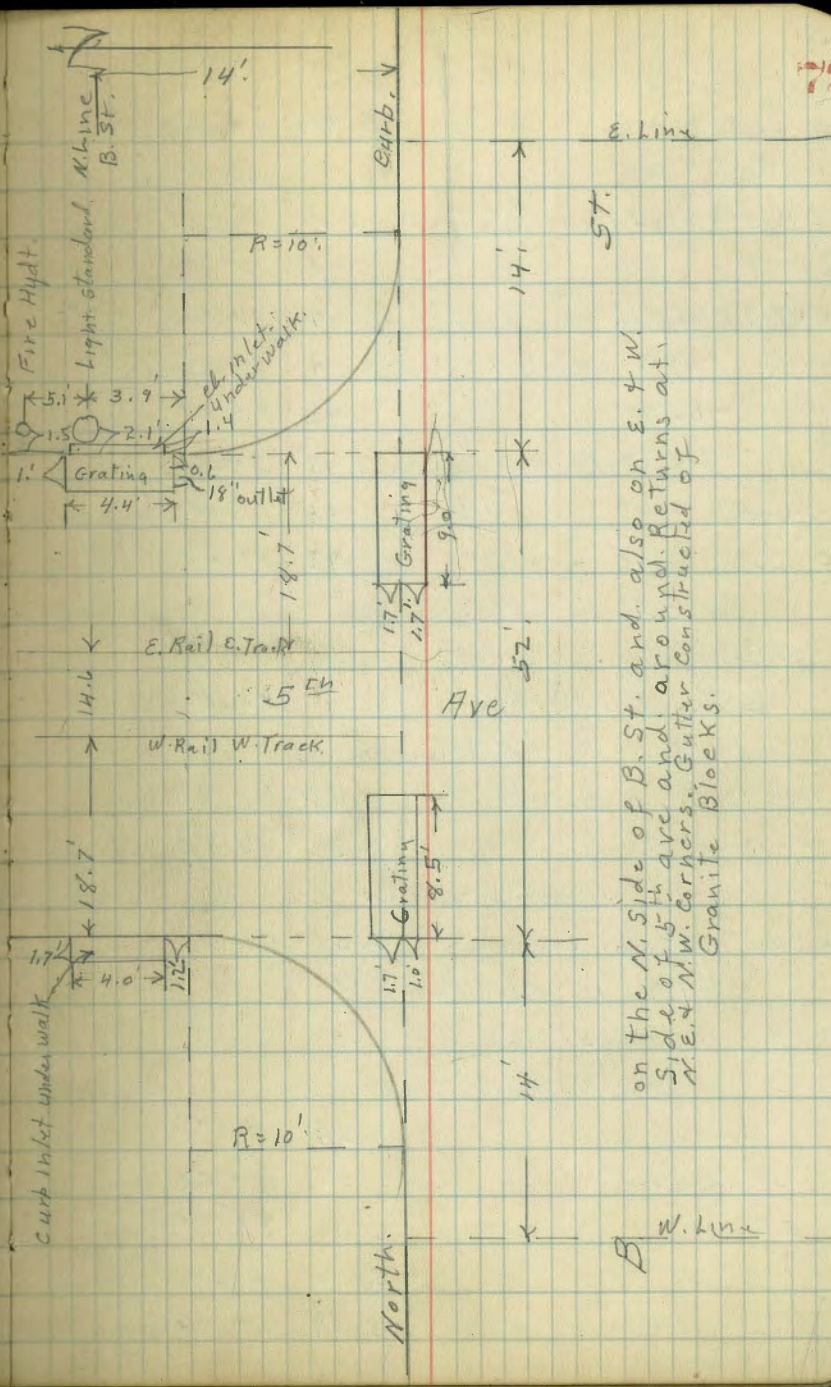 14'.
N. Line
B. St.
Light standard.
Fire Hydt.
Curb.
E. Line
St.
R = 10'.
14'
5.1'
3.9'
1.5
2.1'
1.4
Inlet
Under walk.
1.'
Grating
0.6
18" outlet
4.4'
18.7'
Grating
9.0'
1.7'
1.7'
E. Rail E. Track
14.6
5th
Ave
52'
W. Rail W. Track
18.7'
Grating
8.5'
1.7'
1.0'
1.7'
4.0'
1.2'
Curb Inlet under walk
R = 10'
14'
North.
B
W. Line
on the N. Side of B. St. and also on E. & W.
Side of 5th ave and around Returns at
N.E. & N.W. Corners. Gutter Constructed of
Granite Blocks.